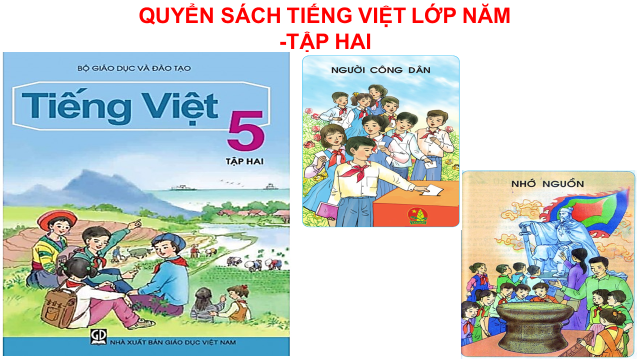 QUYỂN SÁCH TIẾNG VIỆT LỚP NĂM
-TẬP HAI
BỘ GIÁO DỤC VÀ ĐÀO TẠO
Tiếng Việt
5
TẬP HAI
NHÀ XUẤT BẢN GIÁO DỤC VIỆT NAM
NGƯỜI CÔNG DÂN
NHỚ NGUỒN